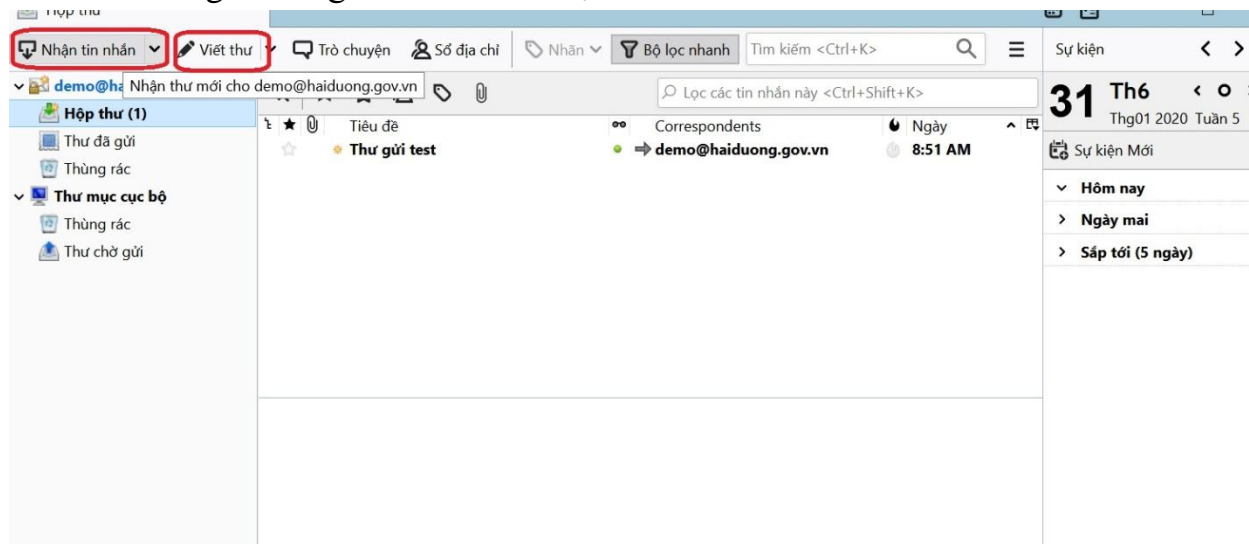 Hộp thư
Nhận tin nhắn Viết thư Trò chuyện Sổ địa chỉ Nhãn Bộ lọc nhanh Tìm kiếm <Ctrl+K> Sự kiện
demo@ha Nhận thư mới cho demo@haiduong.gov.vn Lọc các tin nhắn này <Ctrl+Shift+K> 31 Th6
Hộp thư (1) Tiêu đề Correspondents Ngày Thg01 2020 Tuần 5
Thư đã gửi Thư gửi test demo@haiduong.gov.vn 8:51 AM Sự kiện Mới
Thùng rác
Thư mục cục bộ Hôm nay
Thùng rác Ngày mai
Thư chờ gửi Sắp tới (5 ngày)